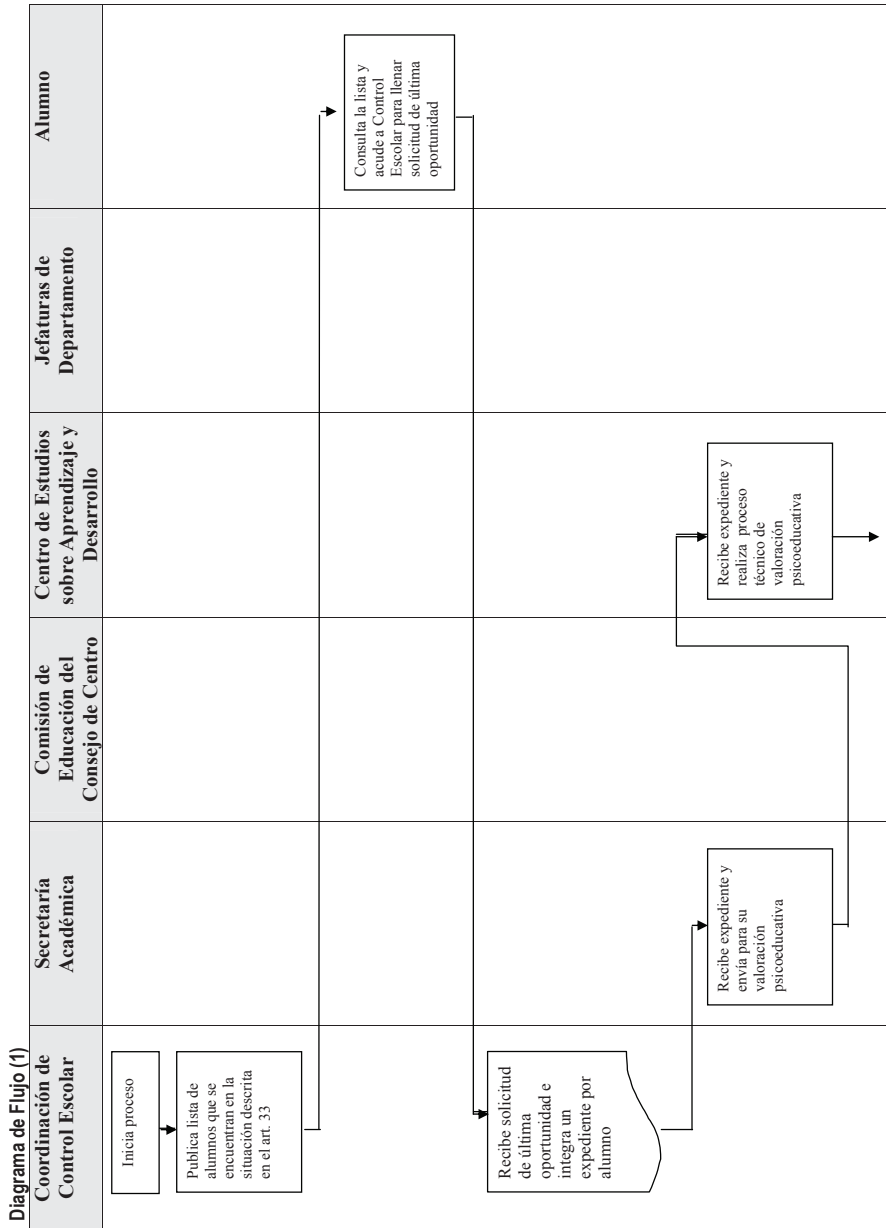 Diagrama de Flujo (1)
Coordinación de
Control Escolar
Secretaría
Académica
Comisión de
Educación del
Consejo de Centro
Centro de Estudios
sobre Aprendizaje y
Desarrollo
Jefaturas de
Departamento
Alumno
Inicia proceso
Publica lista de
alumnos que se
encuentran en la
situación descrita
en el art. 33
Consulta la lista y
acude a Control
Escolar para llenar
solicitud de última
oportunidad
Recibe solicitud
de última
oportunidad e
integra un
expediente por
alumno
Recibe expediente y
envía para su
valoración
psicoeducativa
Recibe expediente y
realiza proceso
técnico de
valoración
psicoeducativa